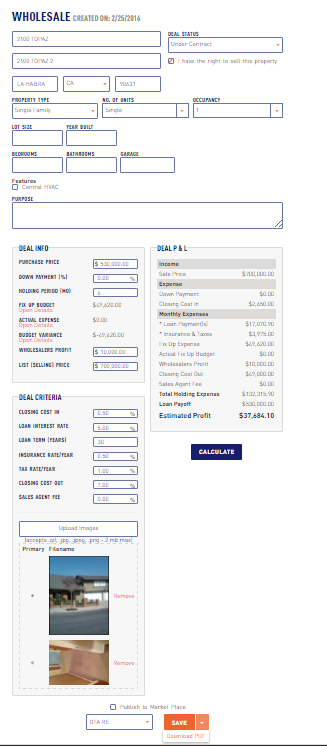 WHOLESALE CREATED ON: 2/25/2016
DEAL STATUS
2100 TOPAZ
Under Contract
2100 TOPAZ 2
I have the right to sell this property
LA HABRA CA 90631
PROPERTY TYPE NO. OF UNITS OCCUPANCY
Single Family Single 1
LOT SIZE YEAR BUILT
BEDROOMS BATHROOMS GARAGE
Features
Central HVAC
PURPOSE
DEAL INFO
PURCHASE PRICE $ 530,000.00
DOWN PAYMENT (%) 0.00 %
HOLDING PERIOD (MO)
FIX UP BUDGET $49,620.00
Open Details
ACTUAL EXPENSE $0.00
Open Details
BUDGET VARIANCE $-49,620.00
Open Details
WHOLESALERS PROFIT $ 10,000.00
LIST (SELLING) PRICE $ 700,000.00
DEAL P & L
Income
Sale Price $700,000.00
Expense
Down Payment $0.00
Closing Cost In $2,650.00
Monthly Expenses
* Loan Payment(s) $17,070.90
* Insurance & Taxes $3,975.00
Fix Up Expense $49,620.00
Actual Fix Up Budget $0.00
Wholesalers Profit $10,000.00
Closing Cost Out $49,000.00
Sales Agent Fee $0.00
Total Holding Expense $132,315.90
Loan Payoff $530,000.00
Estimated Profit $37,684.10
CALCULATE
DEAL CRITERIA
CLOSING COST IN 0.50 %
LOAN INTEREST RATE 5.00 %
LOAN TERM (YEARS) 30
INSURANCE RATE/YEAR 0.50 %
TAX RATE/YEAR 1.00 %
CLOSING COST OUT 7.00 %
SALES AGENT FEE 0.00 %
Upload Images
(accepts .gif, .jpg, .jpeg, .png - 2 mb max)
Primary Filename
Remove
Remove
Publish to Market Place
DTA RE
SAVE
Download PDF